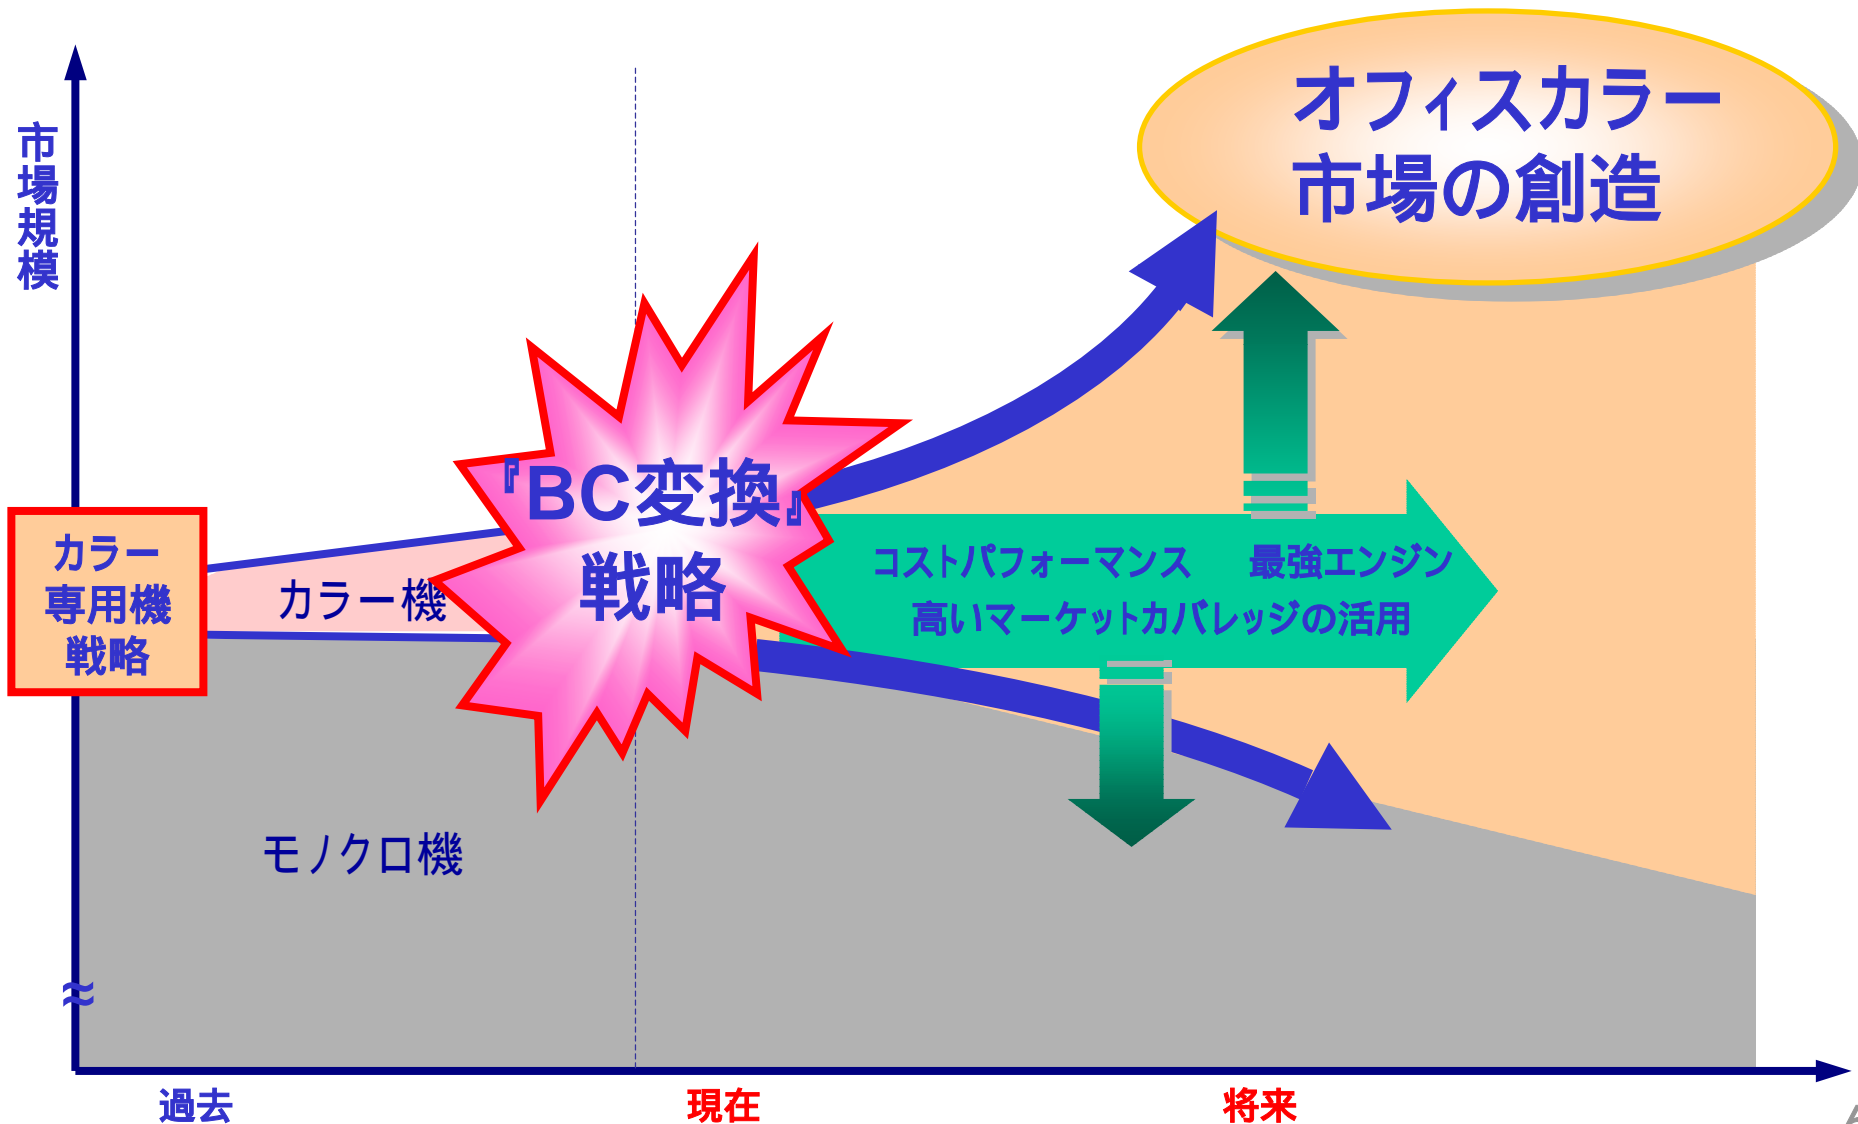 オフィスカラー
市場の創造
市場規模
『BC変換』
戦略
カラー
専用機
戦略
カラー機
コストパフォーマンス 最強エンジン
高いマーケットカバレッジの活用
モノクロ機
≈
過去 現在 将来